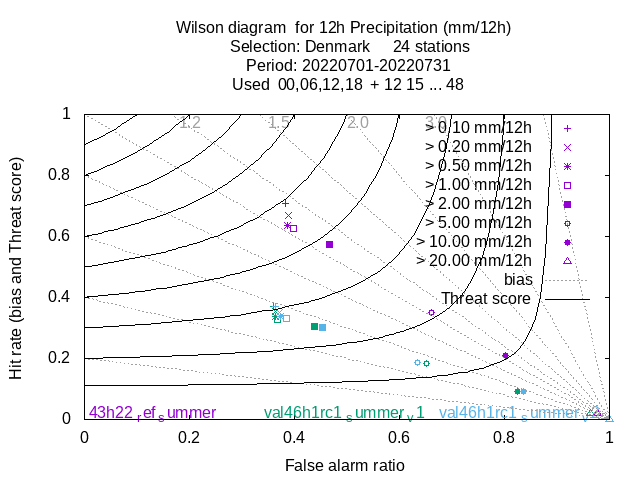 Wilson diagram  for 12h Precipitation (mm/12h)
Selection: Denmark     24 stations
Period: 20220701-20220731
Used  00,06,12,18  + 12 15 ... 48
1 1.2 1.5 2.0 3.0
> 0.10 mm/12h
> 0.20 mm/12h
> 0.50 mm/12h
> 1.00 mm/12h
> 2.00 mm/12h
> 5.00 mm/12h
> 10.00 mm/12h
> 20.00 mm/12h
bias
Threat score
0.8
0.6
0.4
0.2
0
Hit rate (bias and Threat score)
43h22_ref_summer val46h1rc1_summer_v1 val46h1rc1_summer_
0 0.2 0.4 0.6 0.8 1
False alarm ratio